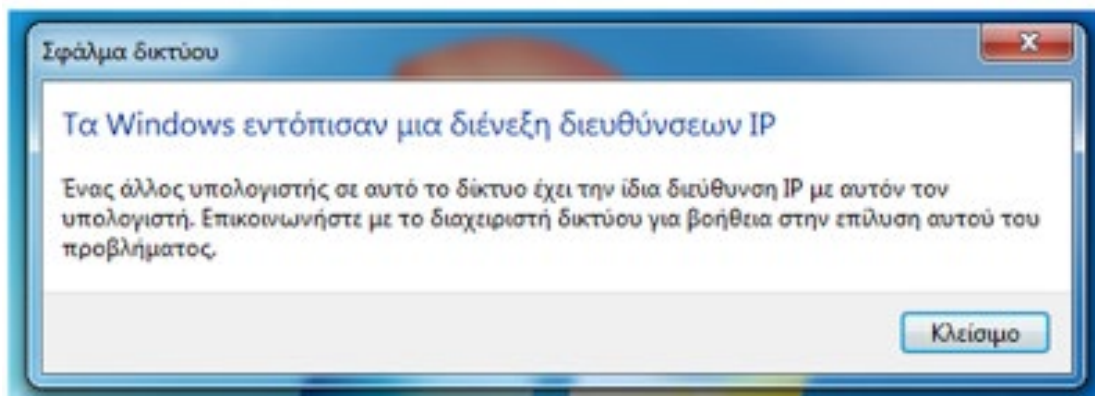 Σφάλμα δικτύου
Τα Windows εντόπισαν μια διένεξη διευθύνσεων IP
Ένας άλλος υπολογιστής σε αυτό το δίκτυο έχει την ίδια διεύθυνση IP με αυτόν τον
υπολογιστή. Επικοινωνήστε με το διαχειριστή δικτύου για βοήθεια στην επίλυση αυτού του
προβλήματος.
Κλείσιμο